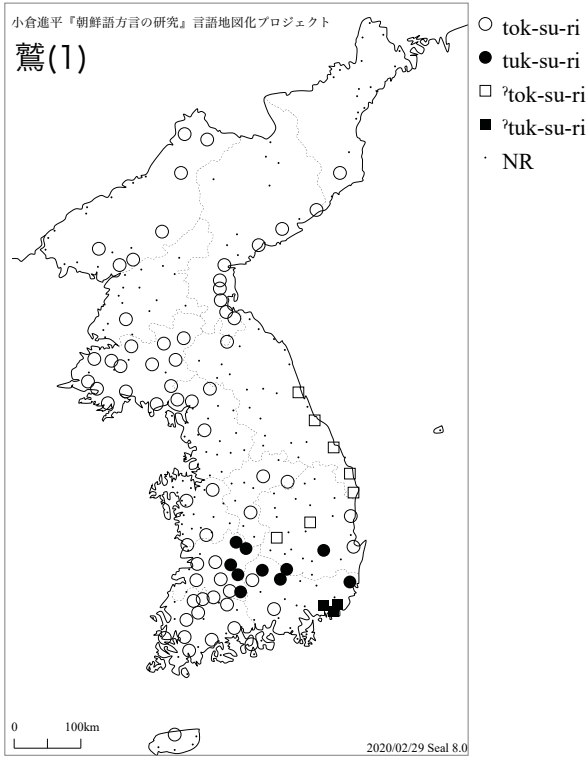 小倉進平『朝鮮語方言の研究』言語地図化プロジェクト
鷲(1)
tok-su-ri
tuk-su-ri
ˀtok-su-ri
ˀtuk-su-ri
NR
0 100km
2020/02/29 Seal 8.0